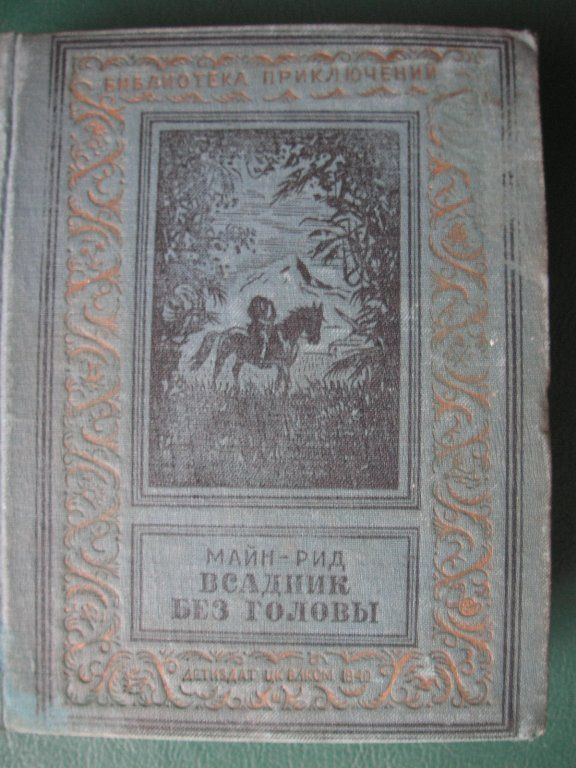 БИБЛИОТЕКА ПРИКЛЮЧЕНИЙ
МАЙН-РИД
ВСАДНИК
БЕЗ ГОЛОВЫ
ДЕТИЗДАТ ЦК ВЛКСМ 1940